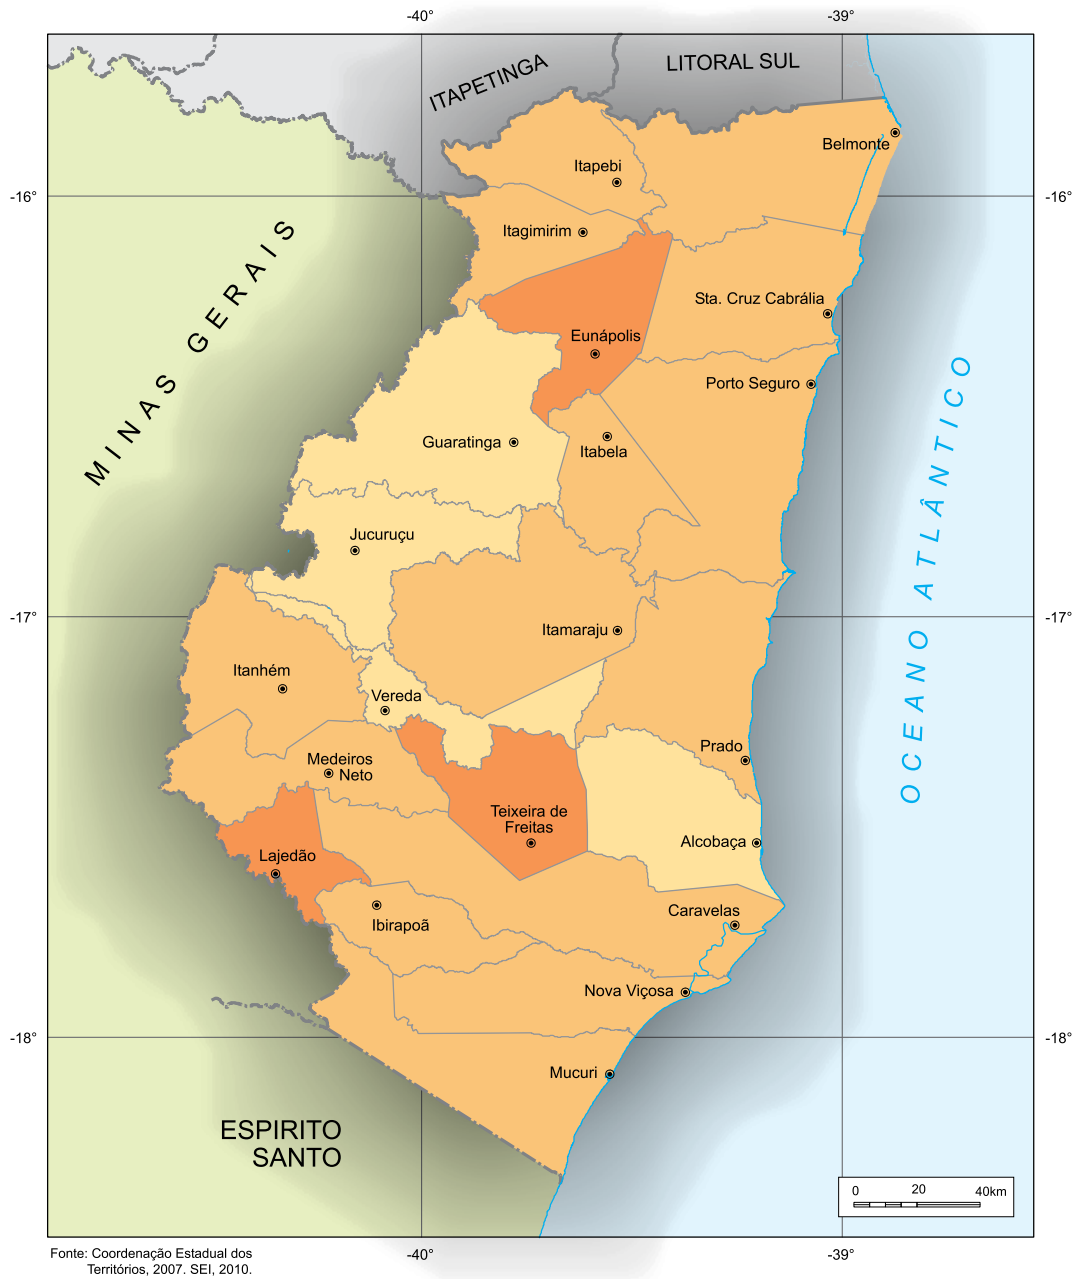 -40°
-39°
ITAPETINGA
LITORAL SUL
Belmonte
Itapebi
-16°
-16°
Itagimirim
MINAS GERAIS
Sta. Cruz Cabrália
Eunápolis
Porto Seguro
OCEANO ATLÂNTICO
Guaratinga
Itabela
Jucuruçu
-17°
-17°
Itamaraju
Itanhém
Vereda
Prado
Medeiros
Neto
Teixeira de
Freitas
Alcobaça
Lajedão
Caravelas
Ibirapoã
Nova Viçosa
-18°
-18°
Mucuri
ESPIRITO
SANTO
0 20 40km
Fonte: Coordenação Estadual dos
Territórios, 2007. SEI, 2010.
-40°
-39°